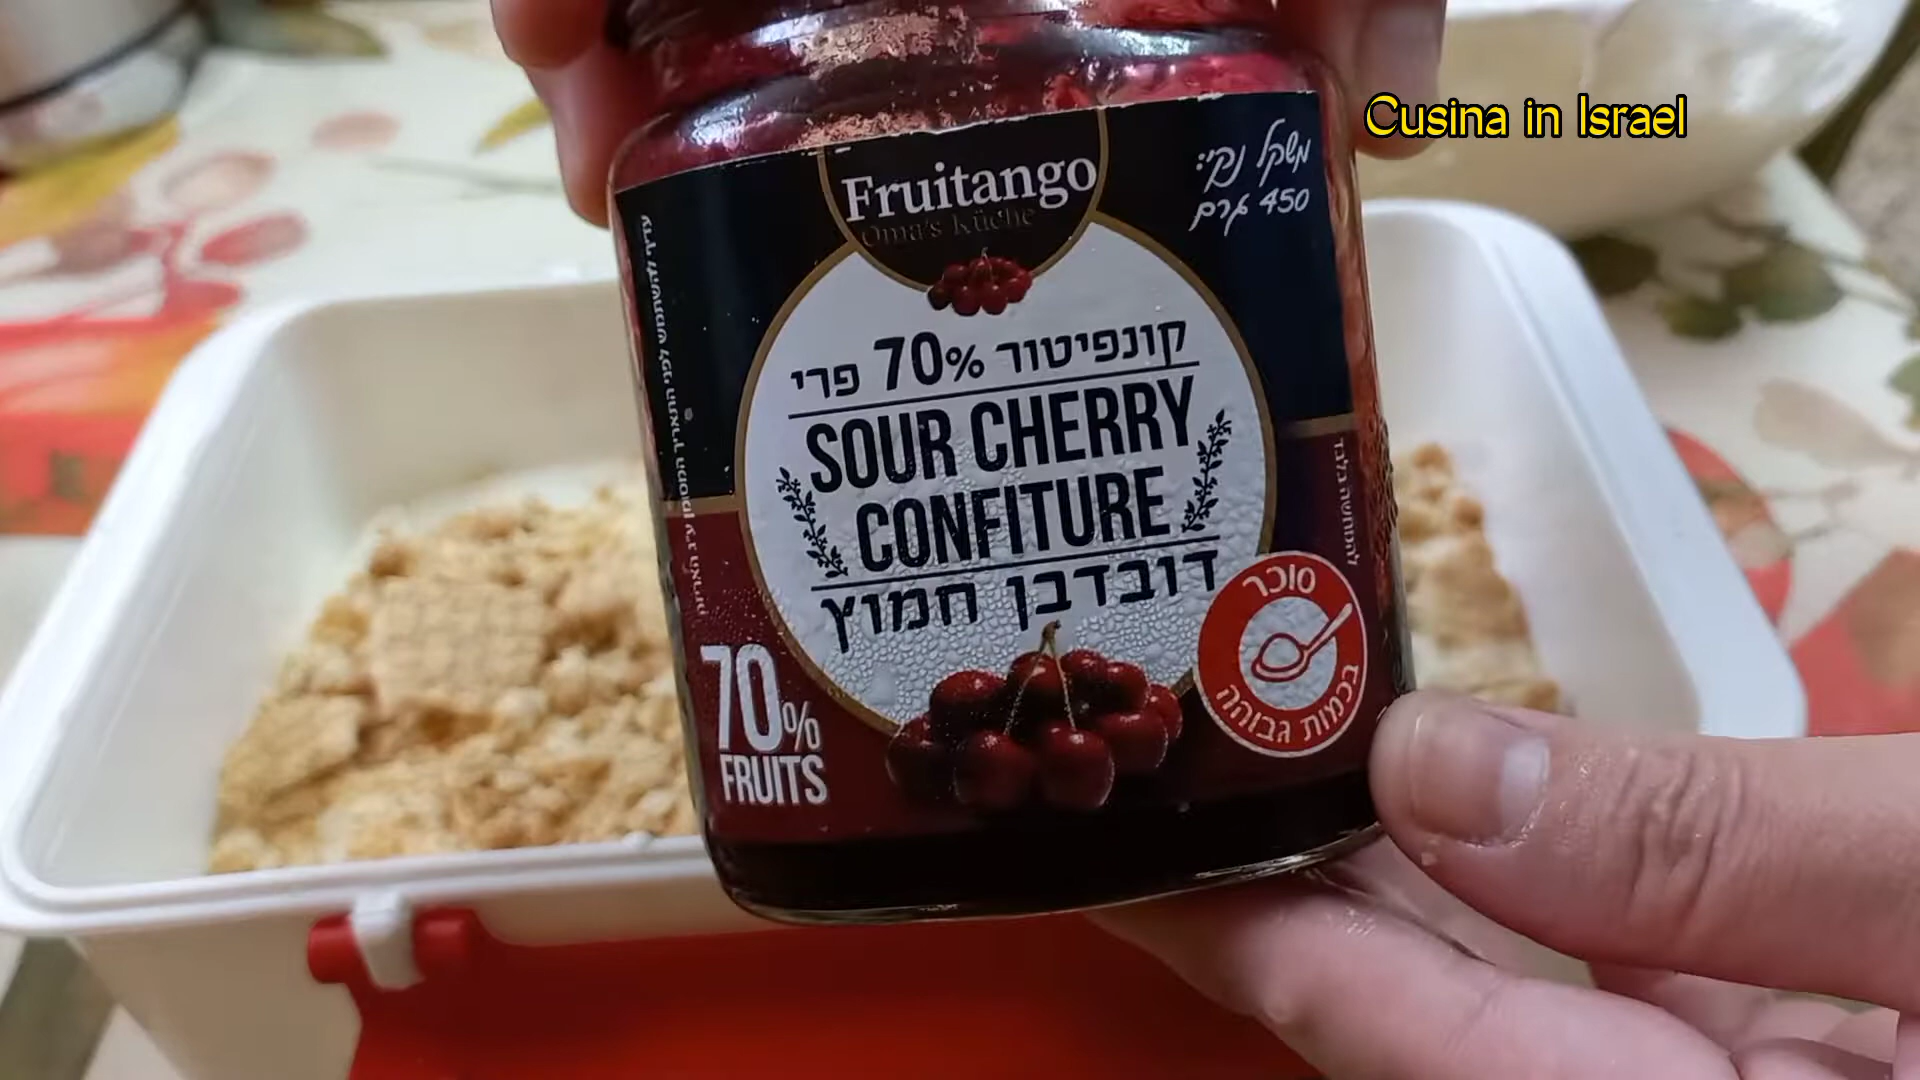 Cusina in Israel
Fruitango
Oma's Küche
משקל נקי:
450 גרם
קונפיטור 70% פרי
SOUR CHERRY
CONFITURE
דובדבן חמוץ
70%
FRUITS
סוכר
בכמות גבוהה